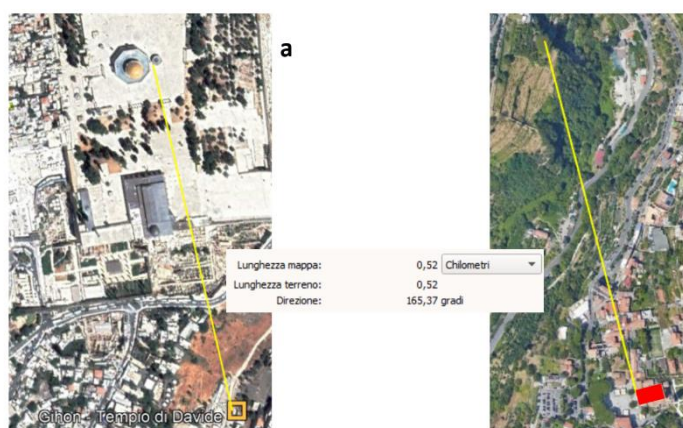 a
Lunghezza mappa: 0,52 Chilometri
Lunghezza terreno: 0,52
Direzione: 165,37 gradi
Gihon - Tempio di Davide